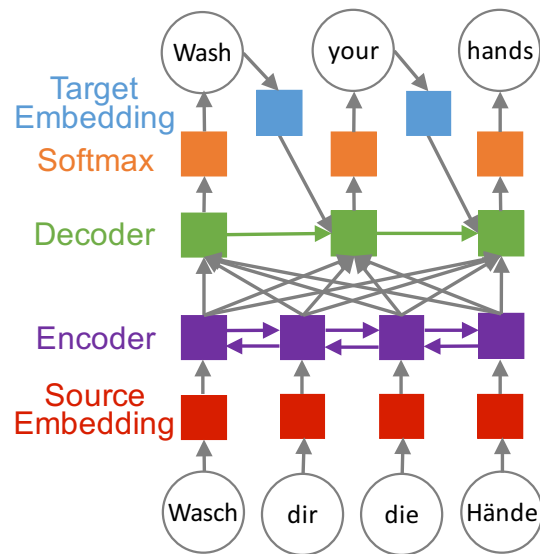 Wash your hands
Target
Embedding
Softmax
Decoder
Encoder
Source
Embedding
Wasch dir die Hände